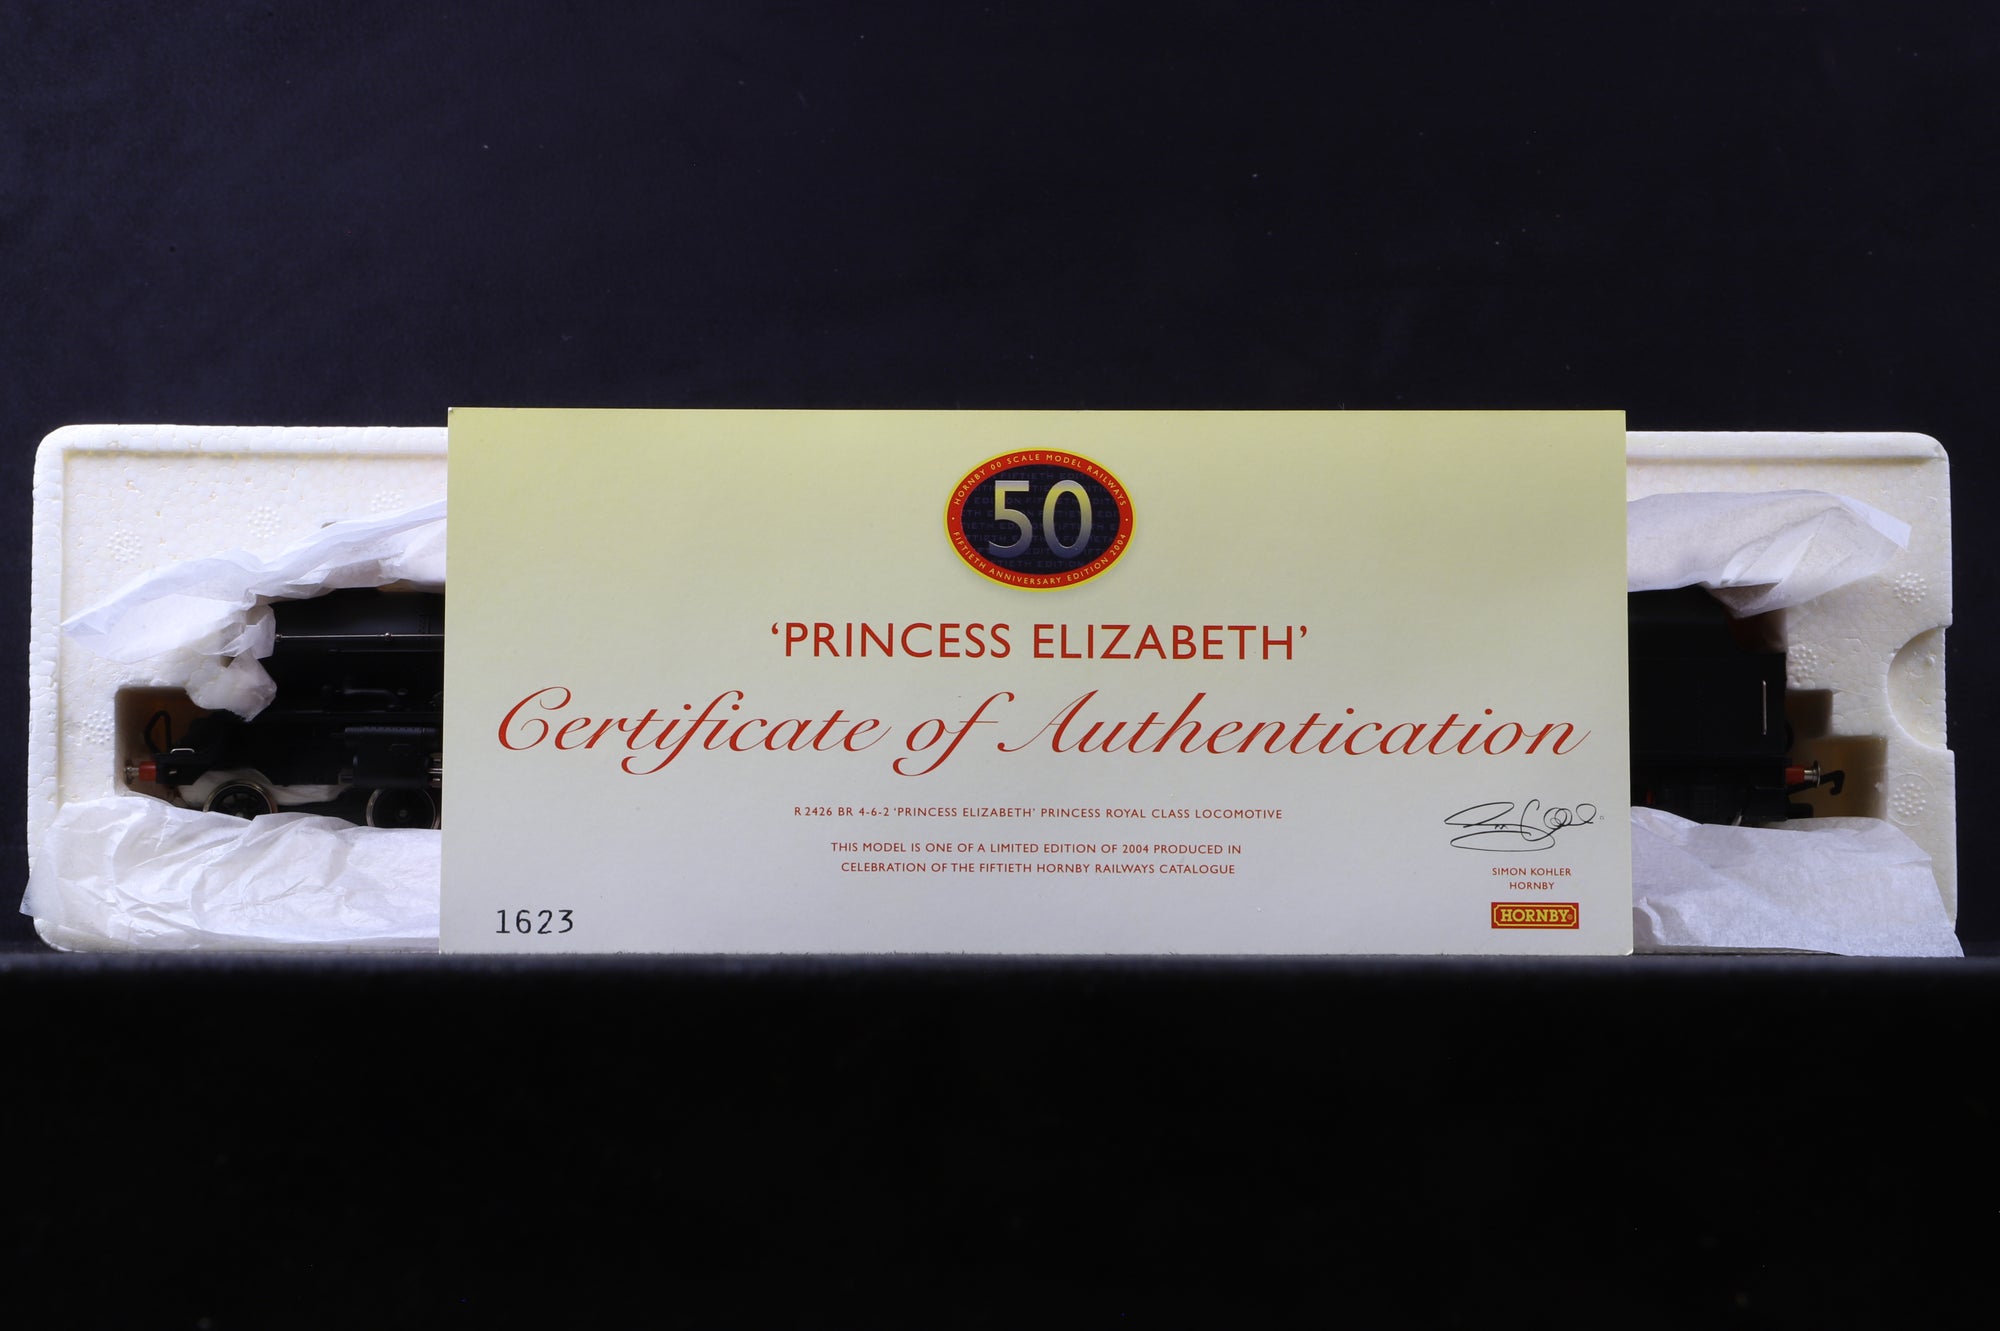 HORNBY 00 SCALE MODEL RAILWAYS
50
FIFTIETH ANNIVERSARY EDITION 2004
'PRINCESS ELIZABETH'
Certificate of Authentication
R 2426 BR 4-6-2 'PRINCESS ELIZABETH' PRINCESS ROYAL CLASS LOCOMOTIVE
THIS MODEL IS ONE OF A LIMITED EDITION OF 2004 PRODUCED IN
CELEBRATION OF THE FIFTIETH HORNBY RAILWAYS CATALOGUE
SIMON KOHLER
HORNBY
HORNBY®
1623